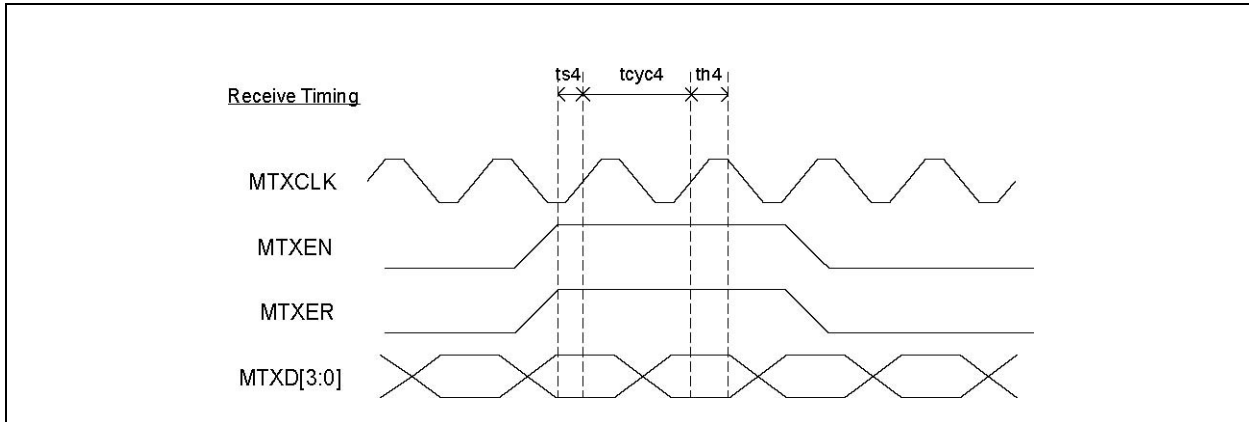 ts4 tcyc4 th4
Receive Timing
MTXCLK
MTXEN
MTXER
MTXD[3:0]